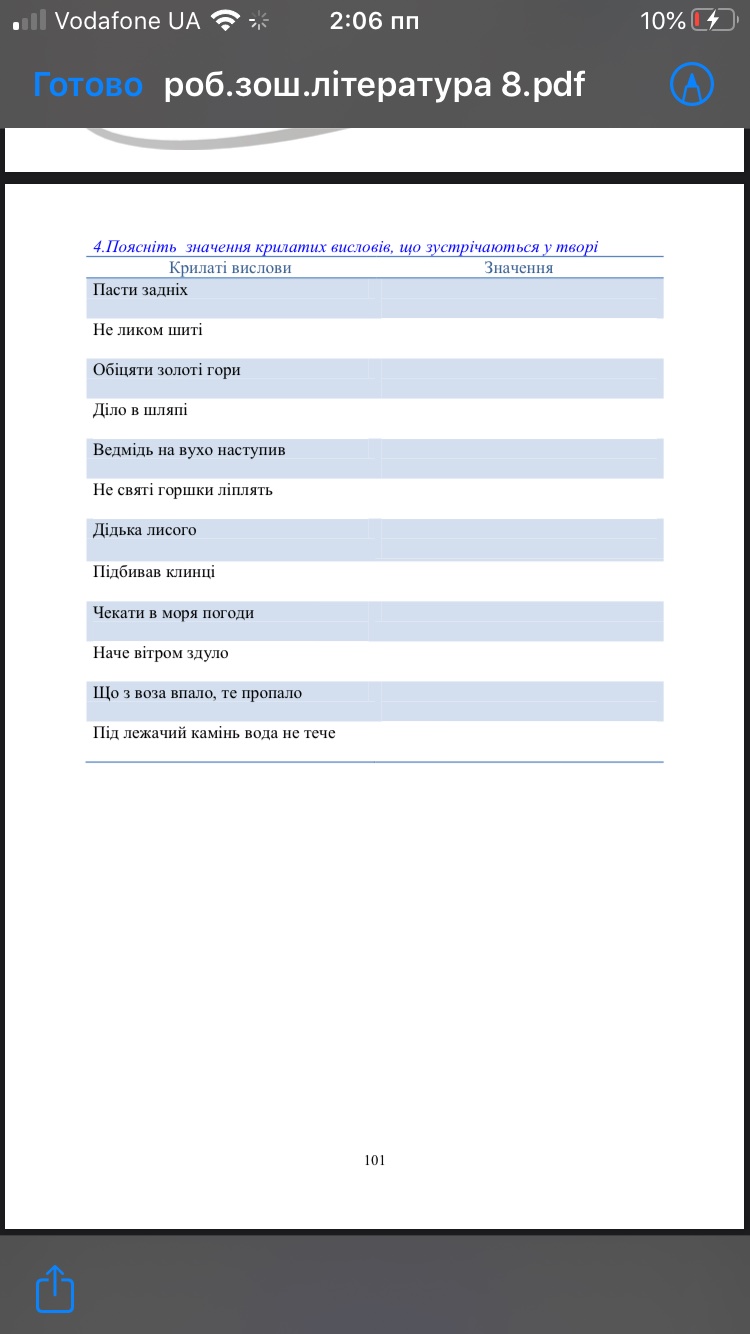 Vodafone UA 2:06 пп 10%
Готово роб.зош.література 8.pdf
4.Поясніть значення крилатих висловів, що зустрічаються у творі
Крилаті вислови Значення
Пасти задніх
Не ликом шиті
Обіцяти золоті гори
Діло в шляпі
Ведмідь на вухо наступив
Не святі горшки ліплять
Дідька лисого
Підбивав клинці
Чекати в моря погоди
Наче вітром здуло
Що з воза впало, те пропало
Під лежачий камінь вода не тече
101